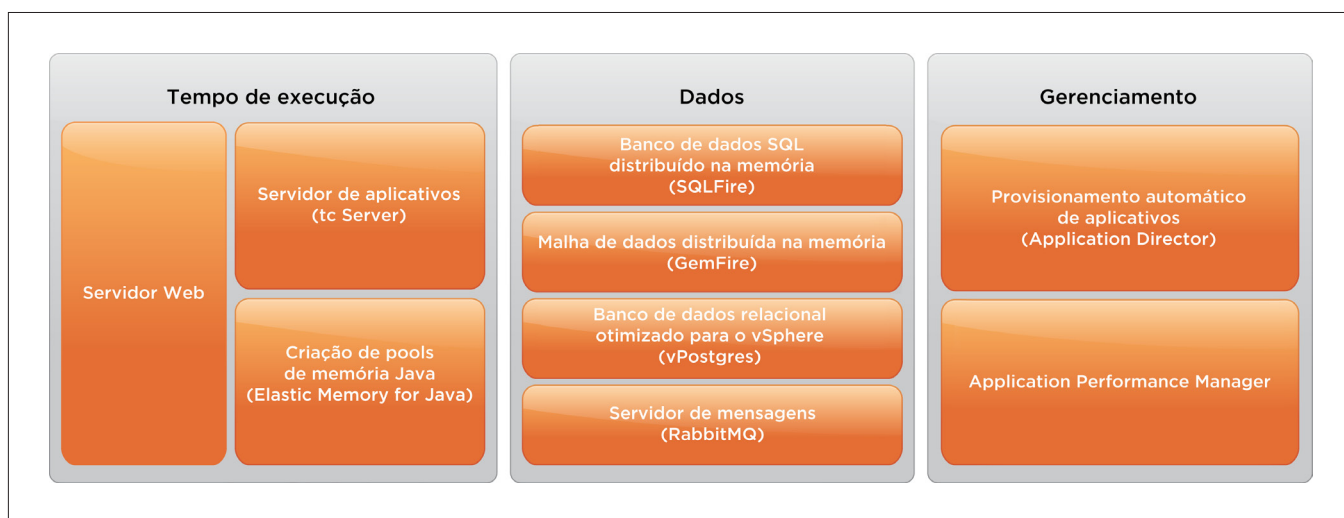 Tempo de execução
Servidor Web
Servidor de aplicativos
(tc Server)
Criação de pools
de memória Java
(Elastic Memory for Java)
Dados
Banco de dados SQL
distribuído na memória
(SQLFire)
Malha de dados distribuída na memória
(GemFire)
Banco de dados relacional
otimizado para o vSphere
(vPostgres)
Servidor de mensagens
(RabbitMQ)
Gerenciamento
Provisionamento automático
de aplicativos
(Application Director)
Application Performance Manager